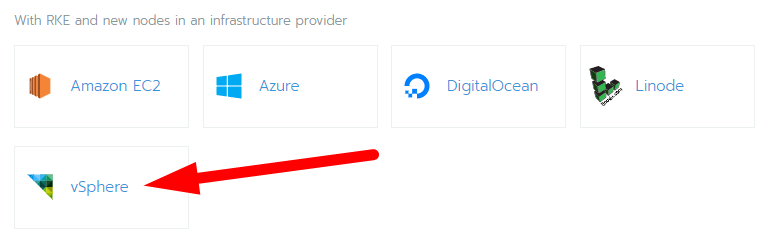 With RKE and new nodes in an infrastructure provider
Amazon EC2
Azure
DigitalOcean
Linode
vSphere